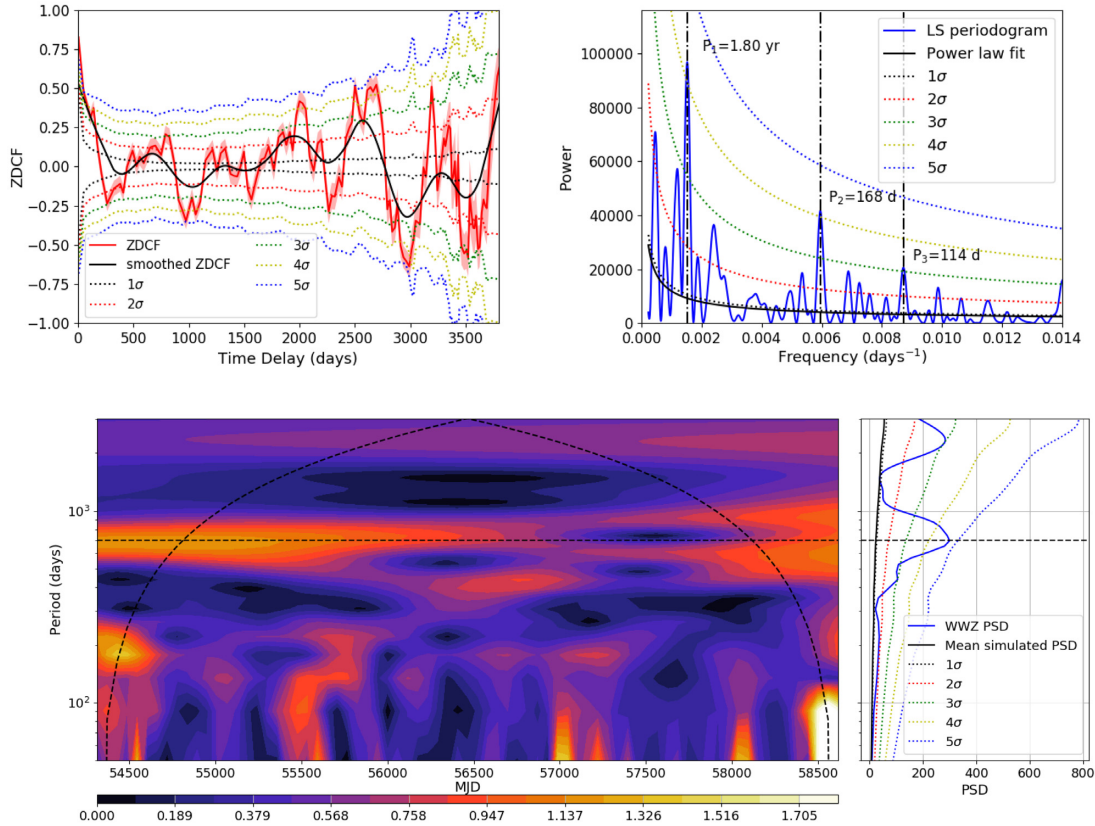 1.00
0.75
0.50
0.25
0.00
−0.25
−0.50
−0.75
−1.00
ZDCF
ZDCF
smoothed ZDCF
1σ
2σ
3σ
4σ
5σ
0 500 1000 1500 2000 2500 3000 3500
Time Delay (days)
100000
80000
60000
40000
20000
0
Power
P₁=1.80 yr
P₂=168 d
P₃=114 d
LS periodogram
Power law fit
1σ
2σ
3σ
4σ
5σ
0.000 0.002 0.004 0.006 0.008 0.010 0.012 0.014
Frequency (days⁻¹)
10³
10²
Period (days)
54500 55000 55500 56000 56500 57000 57500 58000 58500
MJD
0.000 0.189 0.379 0.568 0.758 0.947 1.137 1.326 1.516 1.705
WWZ PSD
Mean simulated PSD
1σ
2σ
3σ
4σ
5σ
0 200 400 600 800
PSD